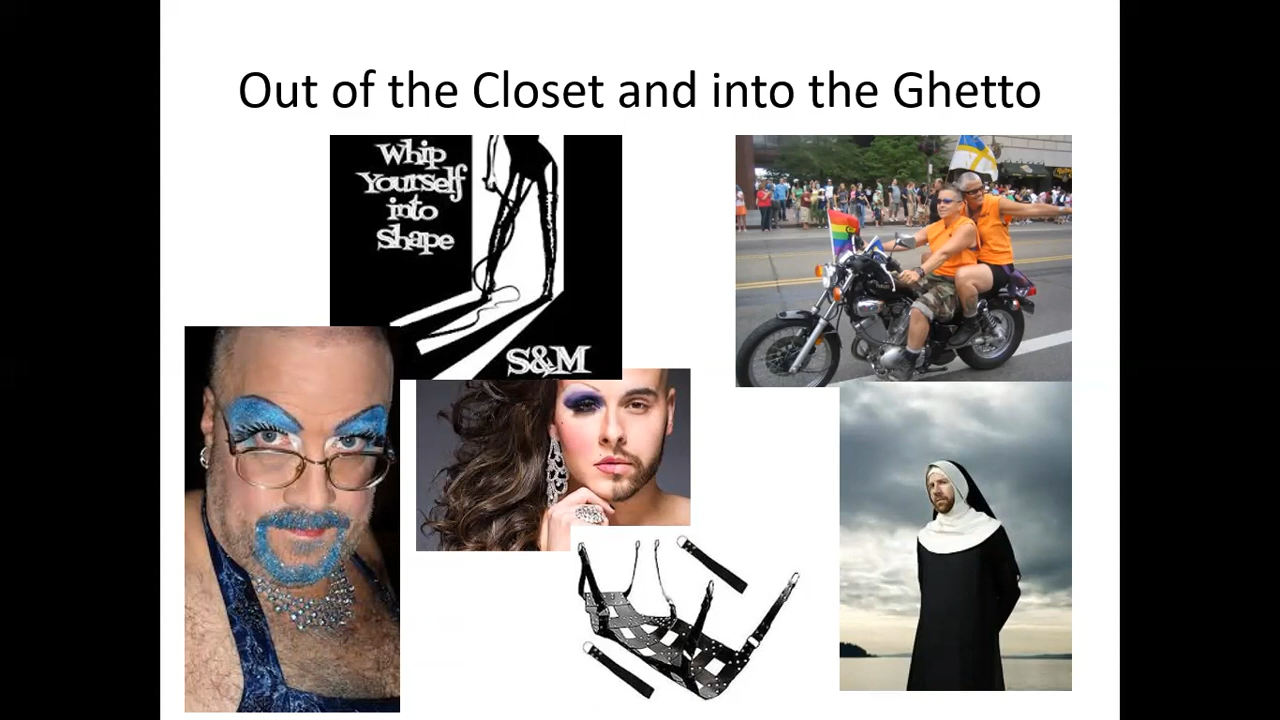 Out of the Closet and into the Ghetto
Whip
Yourself
into
Shape
S&M